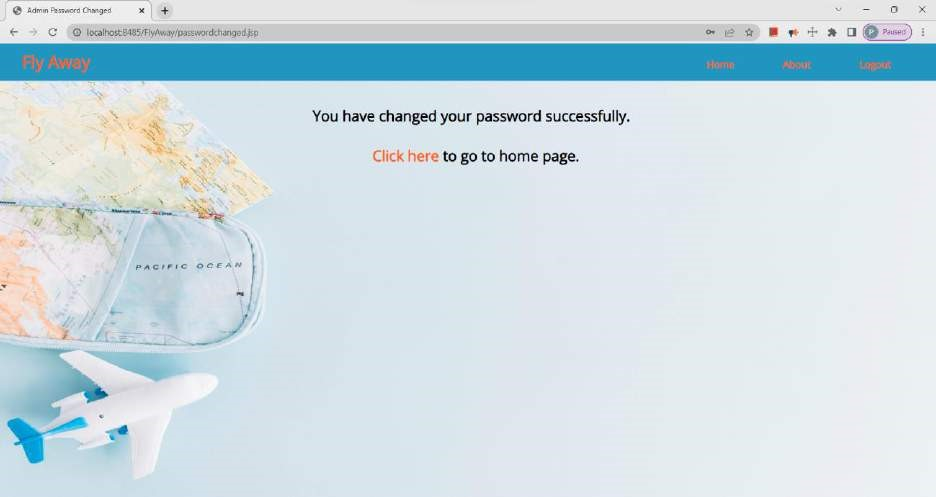 Admin Password Changed
localhost:8485/FlyAway/passwordchanged.jsp
P Paused
Fly Away
Home About Logout
You have changed your password successfully.
Click here to go to home page.
PACIFIC OCEAN